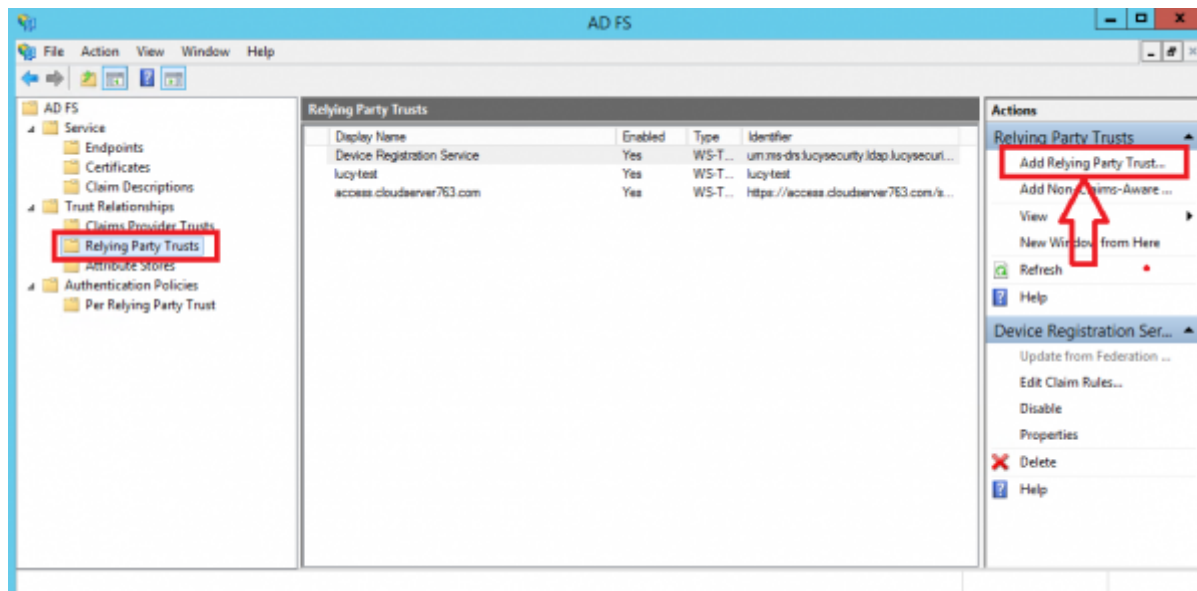 AD FS
File Action View Window Help
AD FS
Service
Endpoints
Certificates
Claim Descriptions
Trust Relationships
Claims Provider Trusts
Relying Party Trusts
Attribute Stores
Authentication Policies
Per Relying Party Trust
Relying Party Trusts
Display Name Enabled Type Identifier
Device Registration Service Yes WS-T... urn:ms-drs:lucysecurity.ldap.lucysecuri...
lucy-test Yes WS-T... lucy-test
access.cloudserver763.com Yes WS-T... https://access.cloudserver763.com/s...
Actions
Relying Party Trusts
Add Relying Party Trust...
Add Non-Claims-Aware ...
View
New Window from Here
Refresh
Help
Device Registration Ser...
Update from Federation ...
Edit Claim Rules...
Disable
Properties
Delete
Help